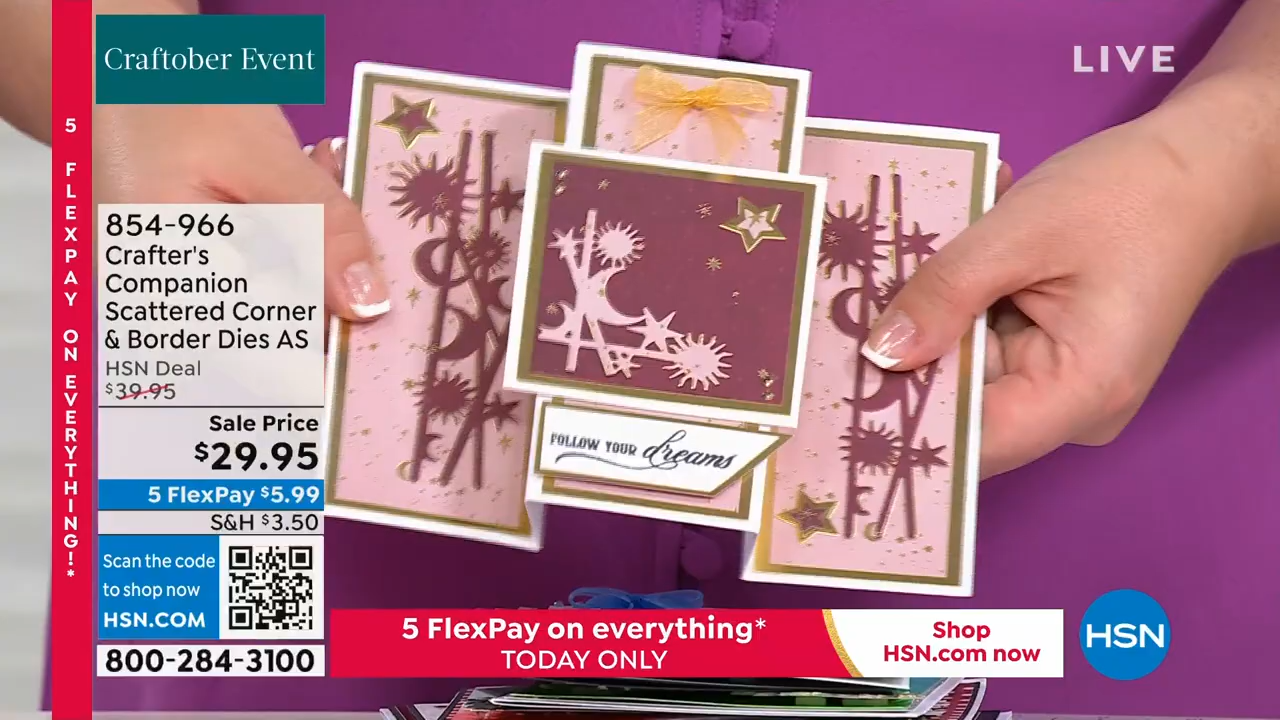 5 FLEXPAY ON EVERYTHING!*
Craftober Event
LIVE
854-966
Crafter's
Companion
Scattered Corner
& Border Dies AS
HSN Deal
$39.95
Sale Price
$29.95
5 FlexPay $5.99
S&H $3.50
Scan the code
to shop now
HSN.COM
800-284-3100
FOLLOW YOUR dreams
5 FlexPay on everything*
TODAY ONLY
Shop
HSN.com now
HSN